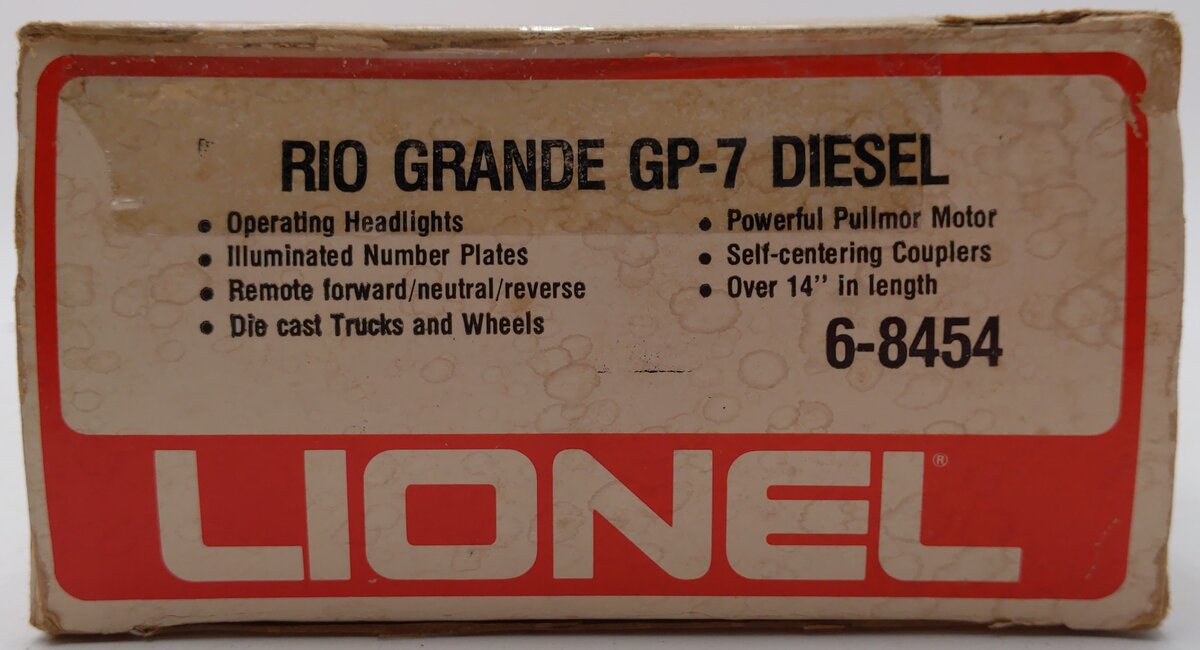 RIO GRANDE GP-7 DIESEL
• Operating Headlights
• Illuminated Number Plates
• Remote forward/neutral/reverse
• Die cast Trucks and Wheels
• Powerful Pullmor Motor
• Self-centering Couplers
• Over 14" in length
6-8454
LIONEL®